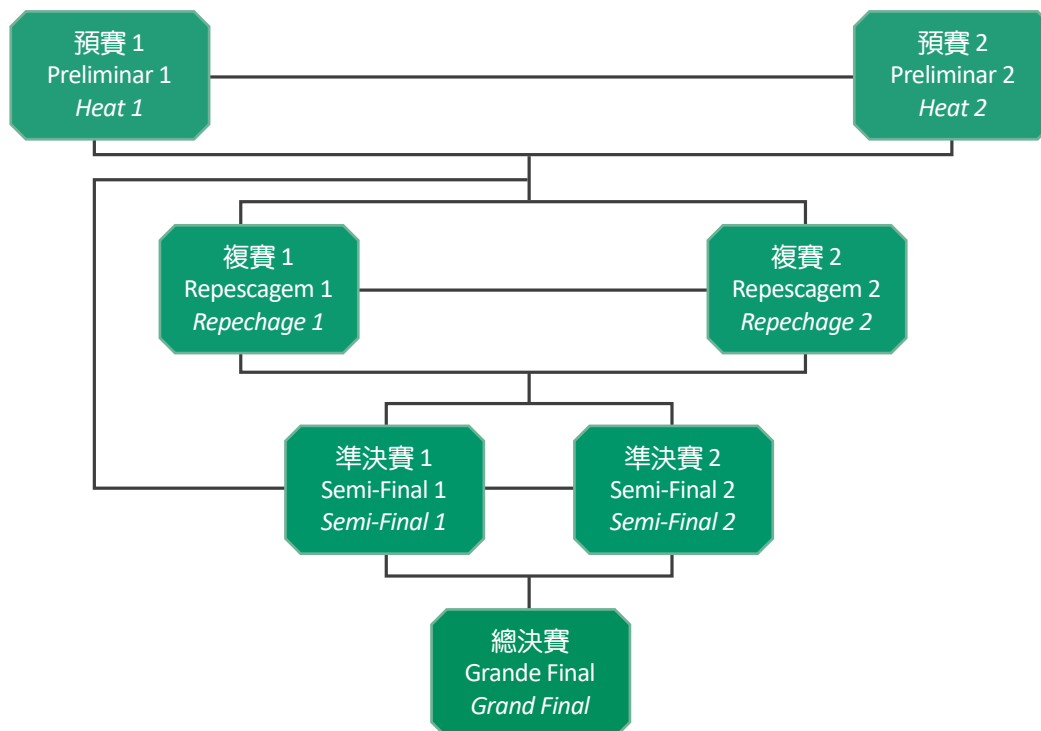 預賽 1
Preliminar 1
Heat 1
預賽 2
Preliminar 2
Heat 2
複賽 1
Repescagem 1
Repechage 1
複賽 2
Repescagem 2
Repechage 2
準決賽 1
Semi-Final 1
Semi-Final 1
準決賽 2
Semi-Final 2
Semi-Final 2
總決賽
Grande Final
Grand Final